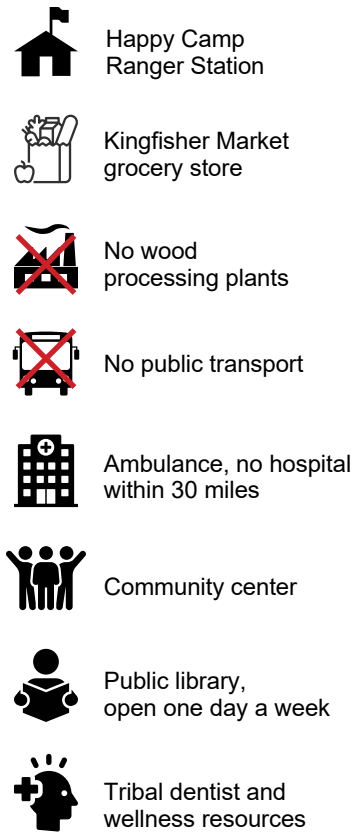 Happy Camp
Ranger Station
Kingfisher Market
grocery store
No wood
processing plants
No public transport
Ambulance, no hospital
within 30 miles
Community center
Public library,
open one day a week
Tribal dentist and
wellness resources